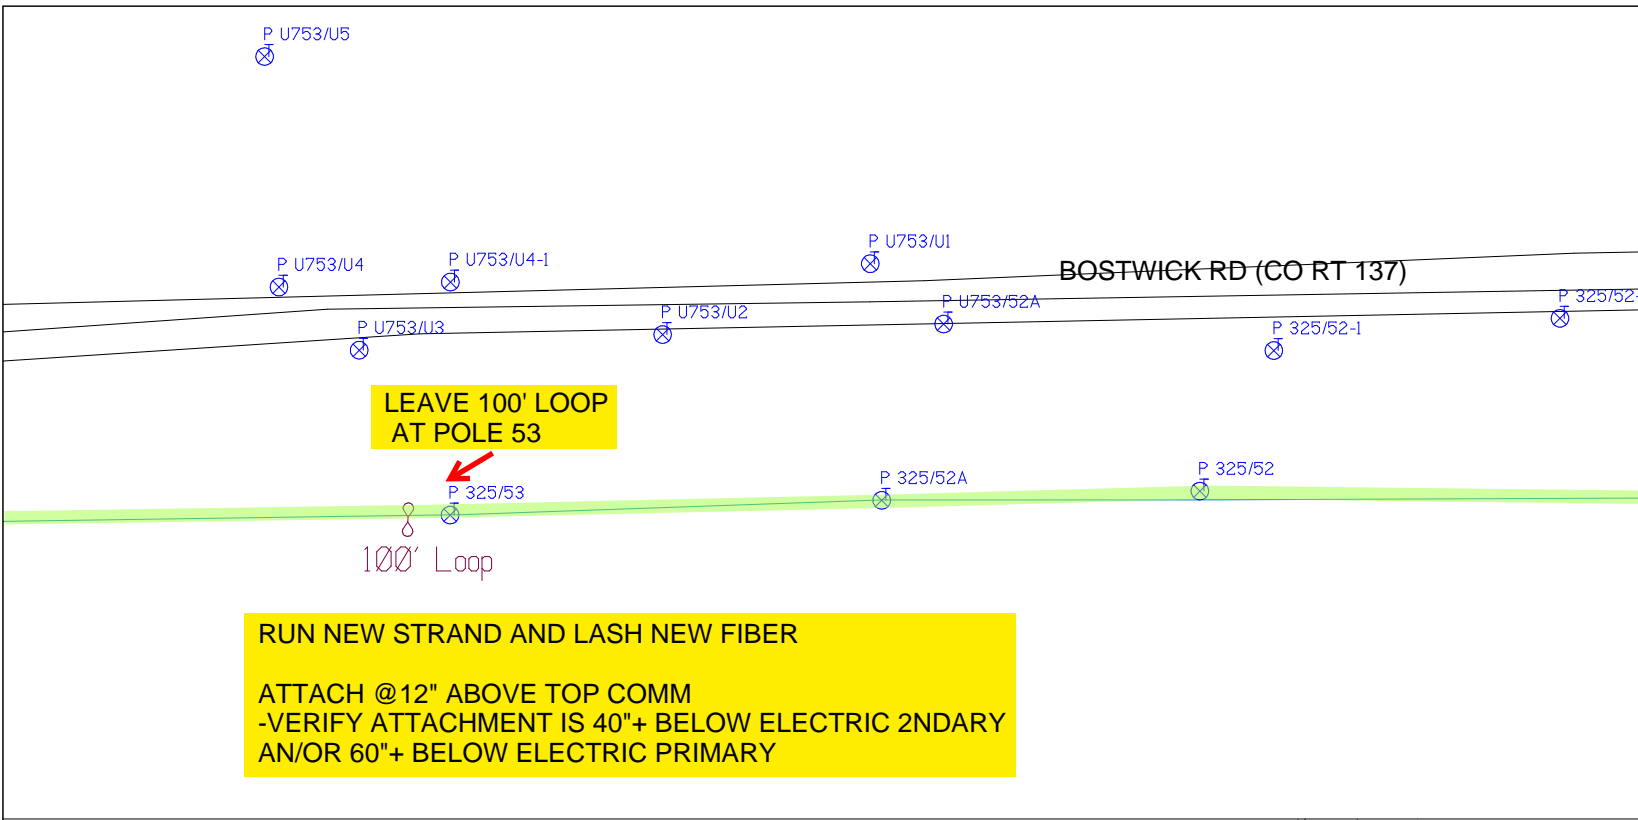 P U753/U5
P U753/U4
P U753/U4-1
P U753/U1
BOSTWICK RD (CO RT 137)
P U753/U3
P U753/U2
P U753/52A
P 325/52-1
P 325/52-
LEAVE 100' LOOP
AT POLE 53
P 325/53
P 325/52A
P 325/52
100' Loop
RUN NEW STRAND AND LASH NEW FIBER
ATTACH @12" ABOVE TOP COMM
-VERIFY ATTACHMENT IS 40"+ BELOW ELECTRIC 2NDARY
AN/OR 60"+ BELOW ELECTRIC PRIMARY